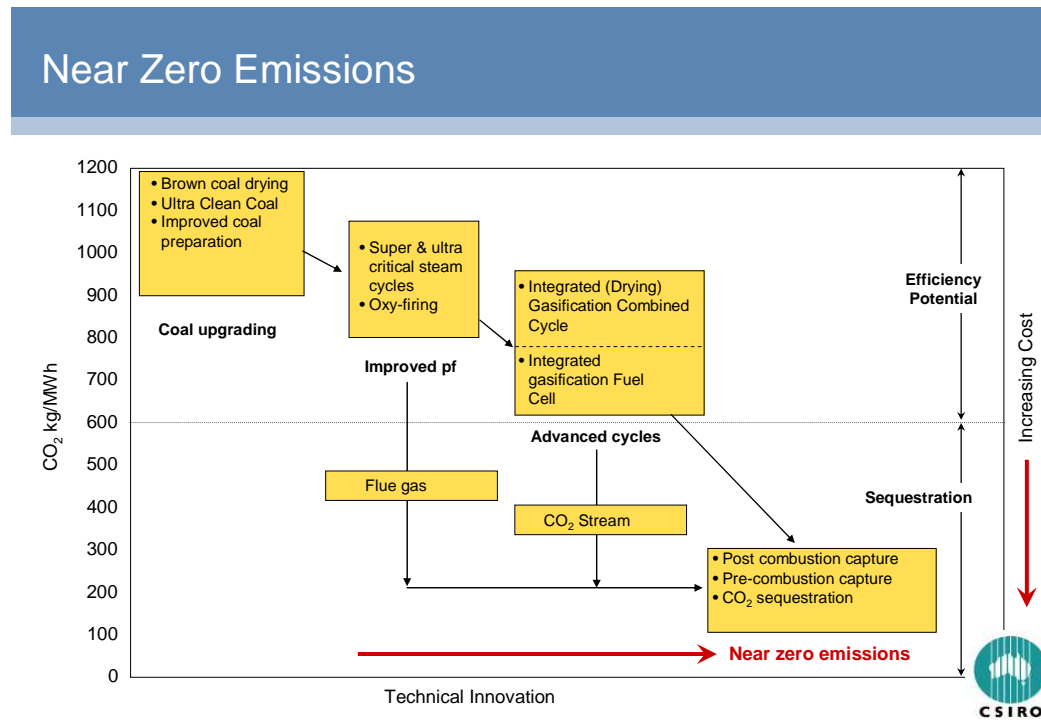 Near Zero Emissions
CO₂ kg/MWh
1200
1100
1000
900
800
700
600
500
400
300
200
100
0
• Brown coal drying
• Ultra Clean Coal
• Improved coal
preparation
Coal upgrading
• Super & ultra
critical steam
cycles
• Oxy-firing
Improved pf
• Integrated (Drying)
Gasification Combined
Cycle
• Integrated
gasification Fuel
Cell
Advanced cycles
Flue gas
CO₂ Stream
• Post combustion capture
• Pre-combustion capture
• CO₂ sequestration
Near zero emissions
Efficiency
Potential
Sequestration
Increasing Cost
Technical Innovation
CSIRO